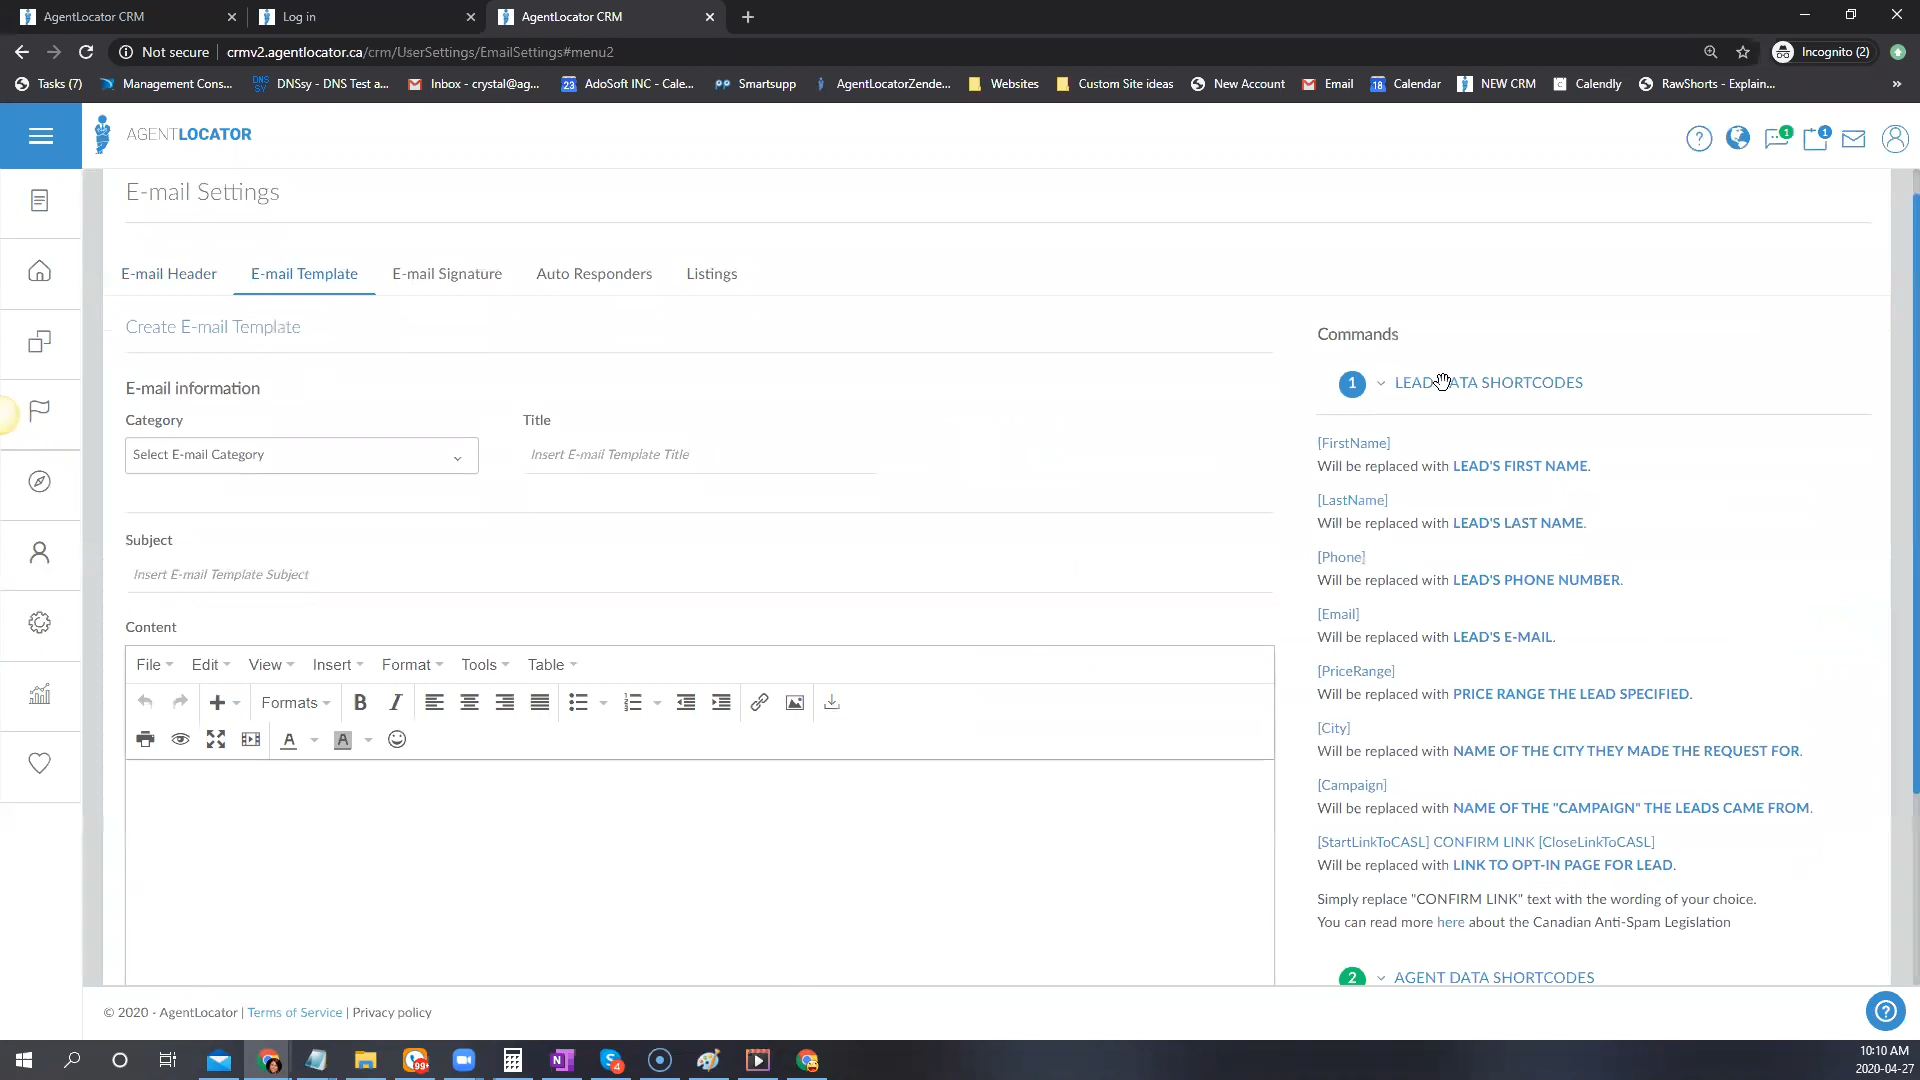 AgentLocator CRM
Log in
AgentLocator CRM
Not secure
crmv2.agentlocator.ca/crm/UserSettings/EmailSettings#menu2
Incognito (2)
Tasks (7)
Management Cons...
DNS
SY
DNSsy - DNS Test a...
Inbox - crystal@ag...
23
AdoSoft INC - Cale...
Smartsupp
AgentLocatorZende...
Websites
Custom Site ideas
New Account
Email
18
Calendar
NEW CRM
Calendly
RawShorts - Explain...
»
AGENTLOCATOR
?
1
1
E-mail Settings
E-mail Header
E-mail Template
E-mail Signature
Auto Responders
Listings
Create E-mail Template
E-mail information
Category
Title
Select E-mail Category
Insert E-mail Template Title
Subject
Insert E-mail Template Subject
Content
File
Edit
View
Insert
Format
Tools
Table
Formats
B
I
A
A
Commands
1
LEAD DATA SHORTCODES
[FirstName]
Will be replaced with LEAD'S FIRST NAME.
[LastName]
Will be replaced with LEAD'S LAST NAME.
[Phone]
Will be replaced with LEAD'S PHONE NUMBER.
[Email]
Will be replaced with LEAD'S E-MAIL.
[PriceRange]
Will be replaced with PRICE RANGE THE LEAD SPECIFIED.
[City]
Will be replaced with NAME OF THE CITY THEY MADE THE REQUEST FOR.
[Campaign]
Will be replaced with NAME OF THE "CAMPAIGN" THE LEADS CAME FROM.
[StartLinkToCASL] CONFIRM LINK [CloseLinkToCASL]
Will be replaced with LINK TO OPT-IN PAGE FOR LEAD.
Simply replace "CONFIRM LINK" text with the wording of your choice.
You can read more here about the Canadian Anti-Spam Legislation
2
AGENT DATA SHORTCODES
© 2020 - AgentLocator | Terms of Service | Privacy policy
?
99+
4
10:10 AM
2020-04-27